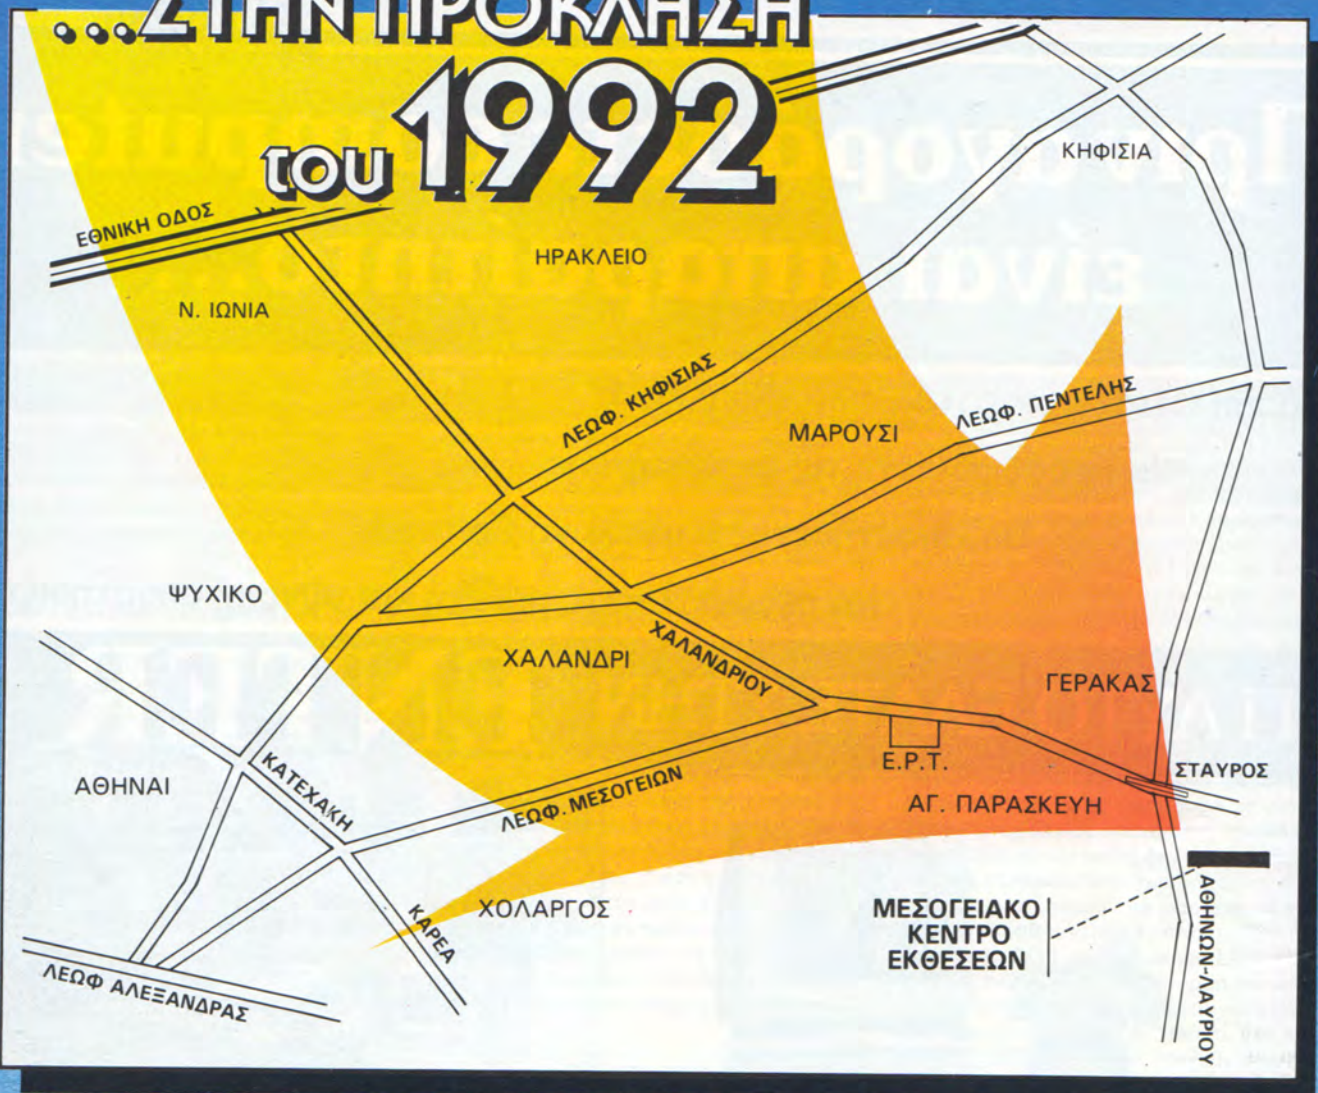 ...ΣΤΗΝ ΠΡΟΚΛΗΣΗ
του 1992
ΚΗΦΙΣΙΑ
ΕΘΝΙΚΗ ΟΔΟΣ
ΗΡΑΚΛΕΙΟ
Ν. ΙΩΝΙΑ
ΛΕΩΦ. ΚΗΦΙΣΙΑΣ
ΛΕΩΦ. ΠΕΝΤΕΛΗΣ
ΜΑΡΟΥΣΙ
ΨΥΧΙΚΟ
ΧΑΛΑΝΔΡΙ
ΧΑΛΑΝΔΡΙΟΥ
ΓΕΡΑΚΑΣ
Ε.Ρ.Τ.
ΣΤΑΥΡΟΣ
ΑΘΗΝΑΙ
ΚΑΤΕΧΑΚΗ
ΛΕΩΦ. ΜΕΣΟΓΕΙΩΝ
ΑΓ. ΠΑΡΑΣΚΕΥΗ
ΧΟΛΑΡΓΟΣ
ΚΑΡΕΑ
ΜΕΣΟΓΕΙΑΚΟ
ΚΕΝΤΡΟ
ΕΚΘΕΣΕΩΝ
ΑΘΗΝΩΝ-ΛΑΥΡΙΟΥ
ΛΕΩΦ ΑΛΕΞΑΝΔΡΑΣ